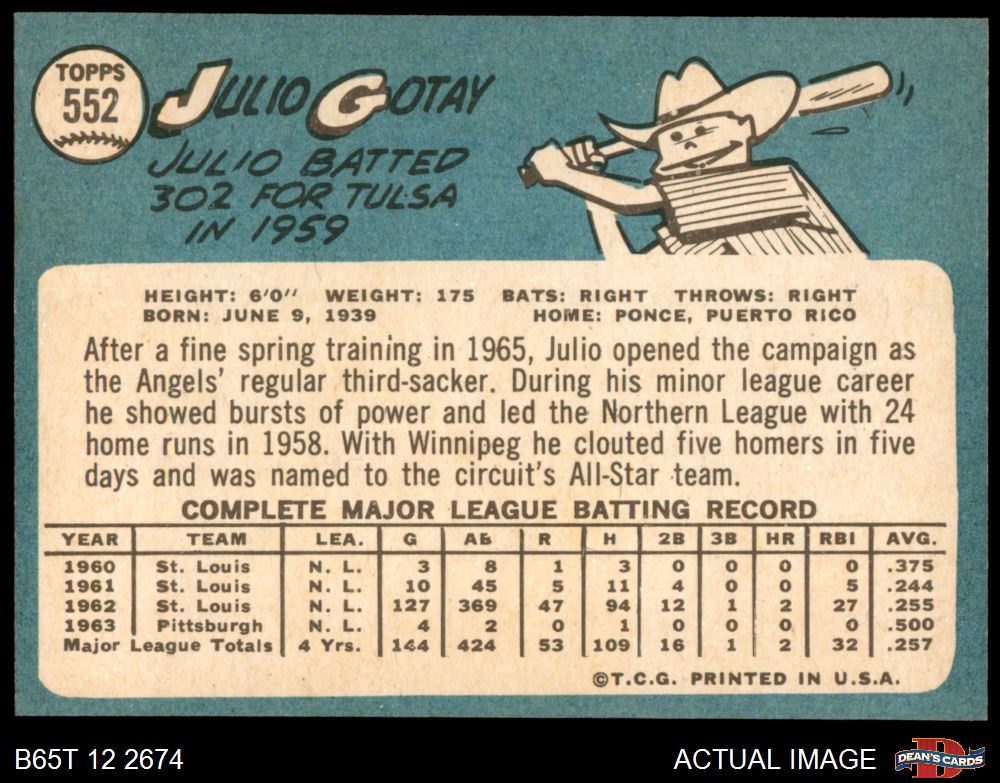 TOPPS
552
JULIO GOTAY
JULIO BATTED
302 FOR TULSA
IN 1959
HEIGHT: 6'0" WEIGHT: 175 BATS: RIGHT THROWS: RIGHT
BORN: JUNE 9, 1939 HOME: PONCE, PUERTO RICO
After a fine spring training in 1965, Julio opened the campaign as
the Angels' regular third-sacker. During his minor league career
he showed bursts of power and led the Northern League with 24
home runs in 1958. With Winnipeg he clouted five homers in five
days and was named to the circuit's All-Star team.
COMPLETE MAJOR LEAGUE BATTING RECORD
YEAR TEAM LEA. G AB R H 2B 3B HR RBI AVG.
1960 St. Louis N. L. 3 8 1 3 0 0 0 0 .375
1961 St. Louis N. L. 10 45 5 11 4 0 0 5 .244
1962 St. Louis N. L. 127 369 47 94 12 1 2 27 .255
1963 Pittsburgh N. L. 4 2 0 1 0 0 0 0 .500
Major League Totals 4 Yrs. 144 424 53 109 16 1 2 32 .257
©T.C.G. PRINTED IN U.S.A.
B65T 12 2674 ACTUAL IMAGE DEAN'S CARDS